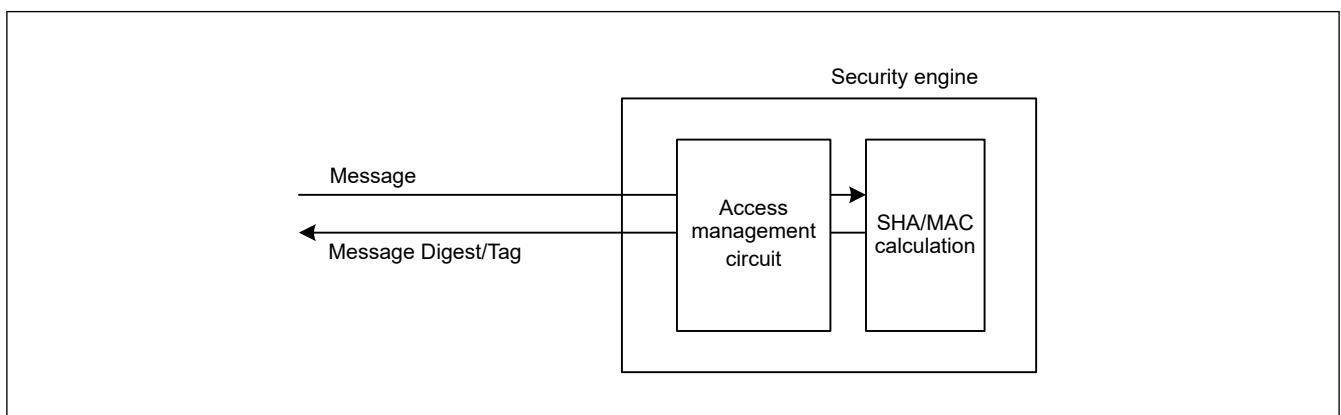 Security engine
Message
Message Digest/Tag
Access
management
circuit
SHA/MAC
calculation